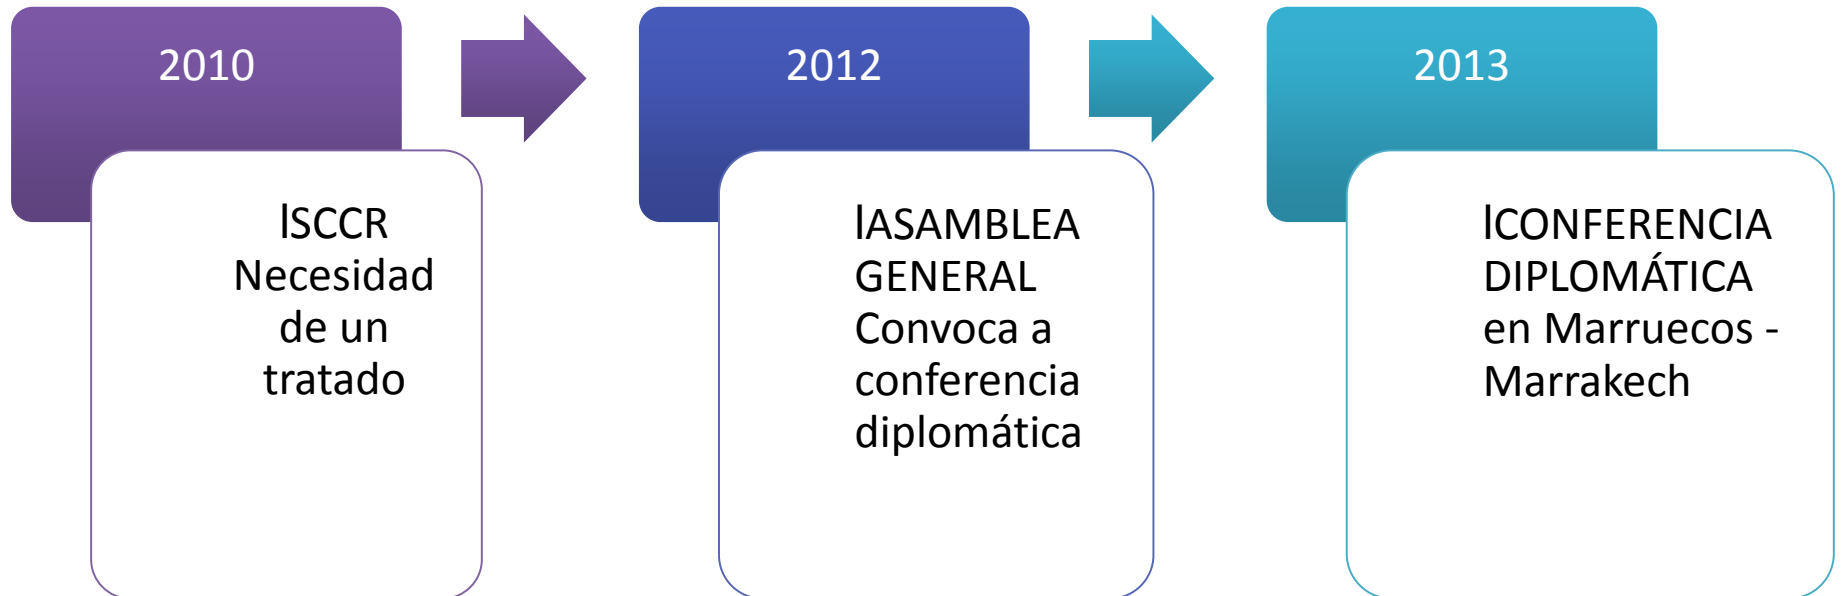 2010
lSCCR
Necesidad
de un
tratado
2012
lASAMBLEA
GENERAL
Convoca a
conferencia
diplomática
2013
lCONFERENCIA
DIPLOMÁTICA
en Marruecos -
Marrakech